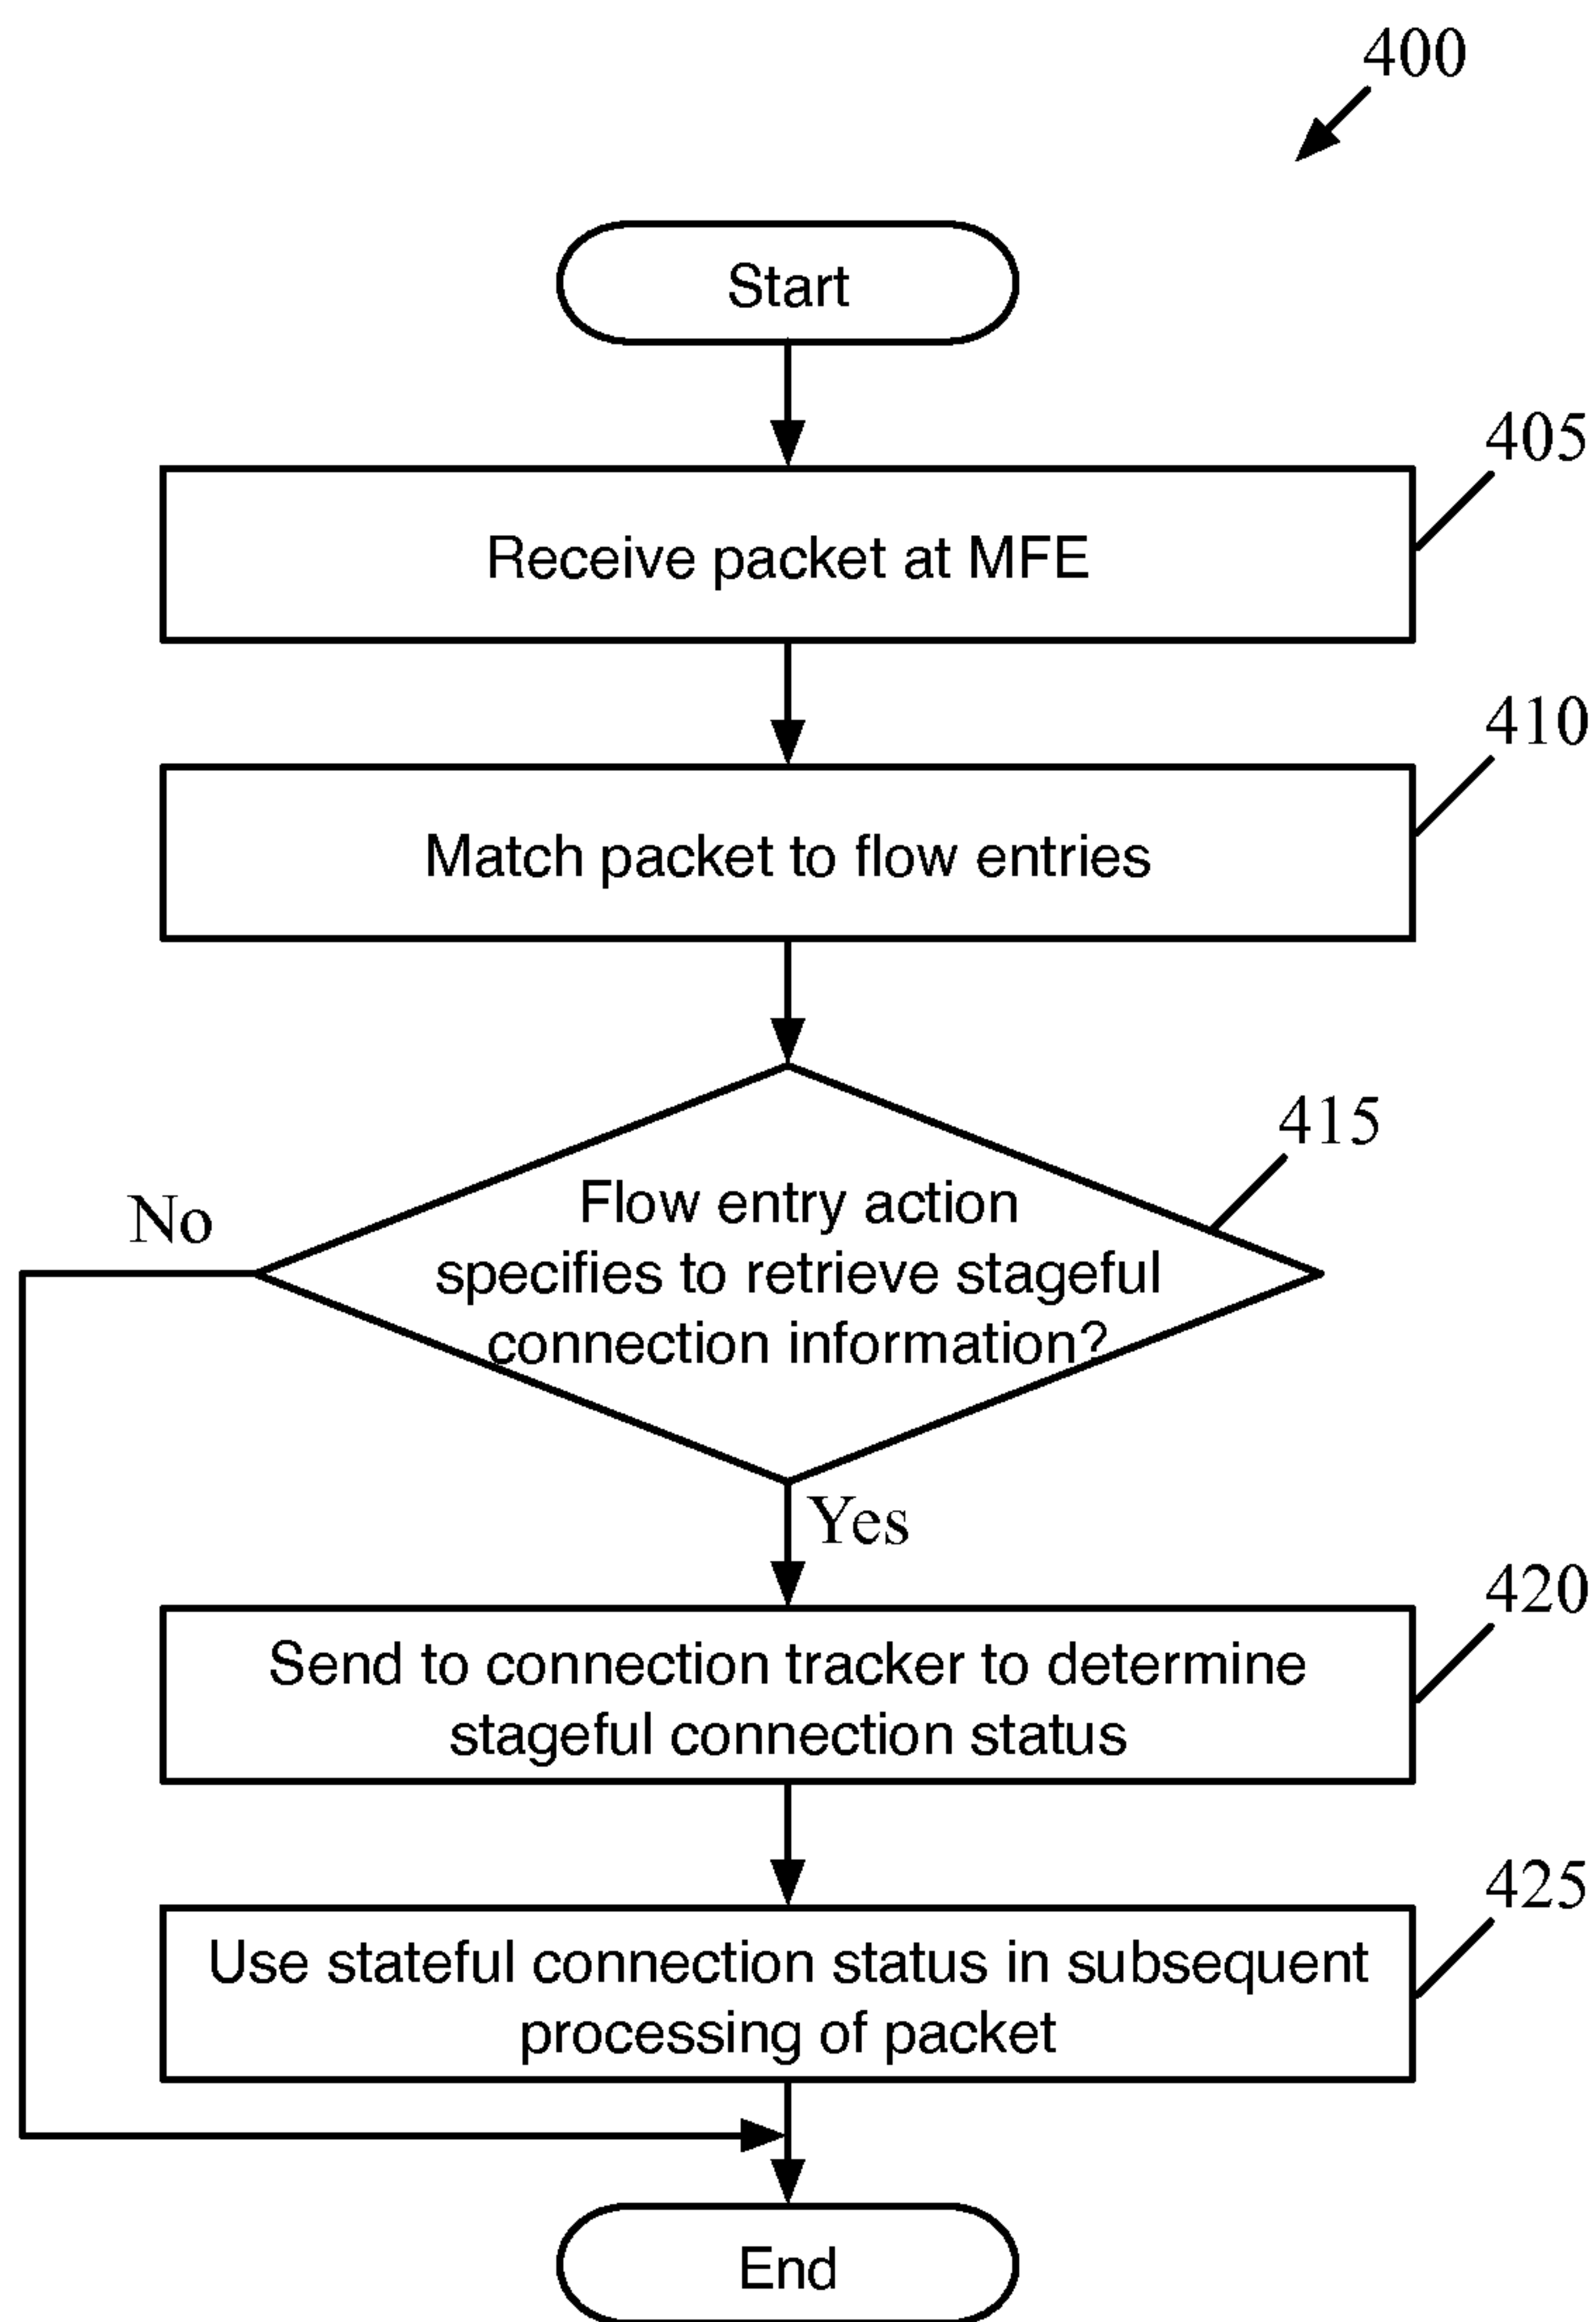 400
Start
405
Receive packet at MFE
410
Match packet to flow entries
415
Flow entry action
specifies to retrieve stageful
connection information?
No
Yes
420
Send to connection tracker to determine
stageful connection status
425
Use stateful connection status in subsequent
processing of packet
End